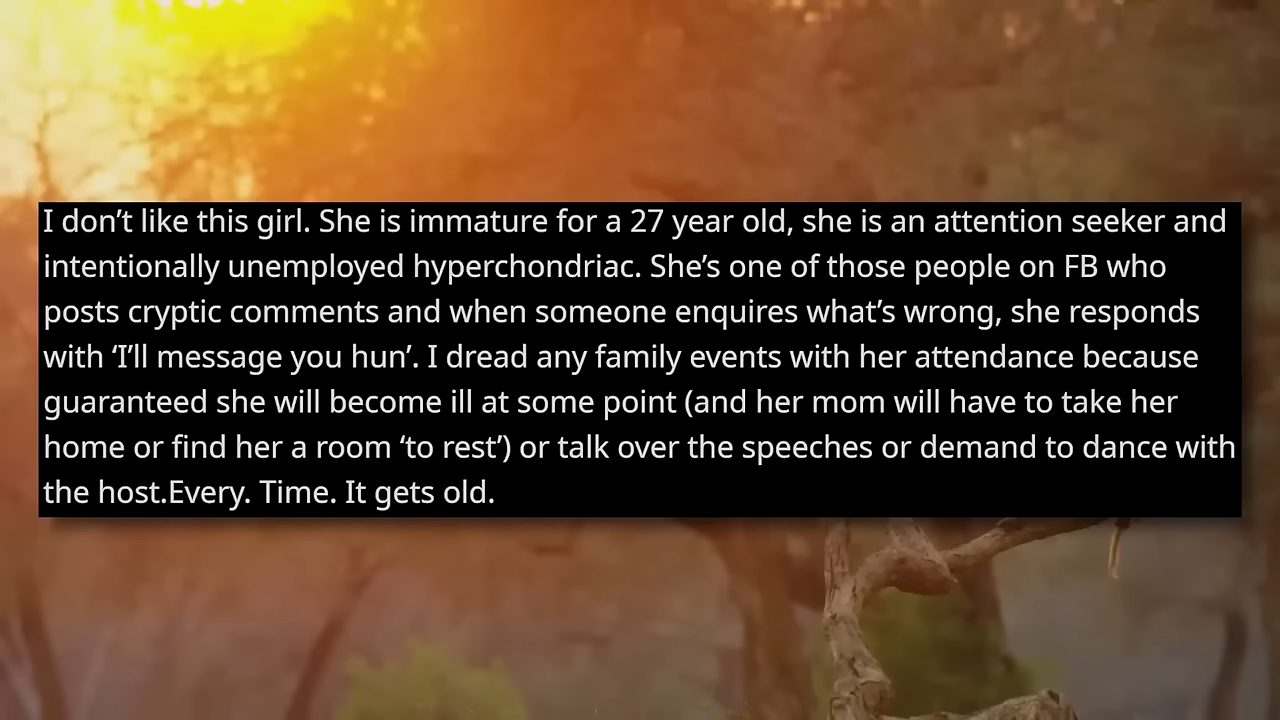 I don’t like this girl. She is immature for a 27 year old, she is an attention seeker and
intentionally unemployed hyperchondriac. She’s one of those people on FB who
posts cryptic comments and when someone enquires what’s wrong, she responds
with ‘I’ll message you hun’. I dread any family events with her attendance because
guaranteed she will become ill at some point (and her mom will have to take her
home or find her a room ‘to rest’) or talk over the speeches or demand to dance with
the host.Every. Time. It gets old.